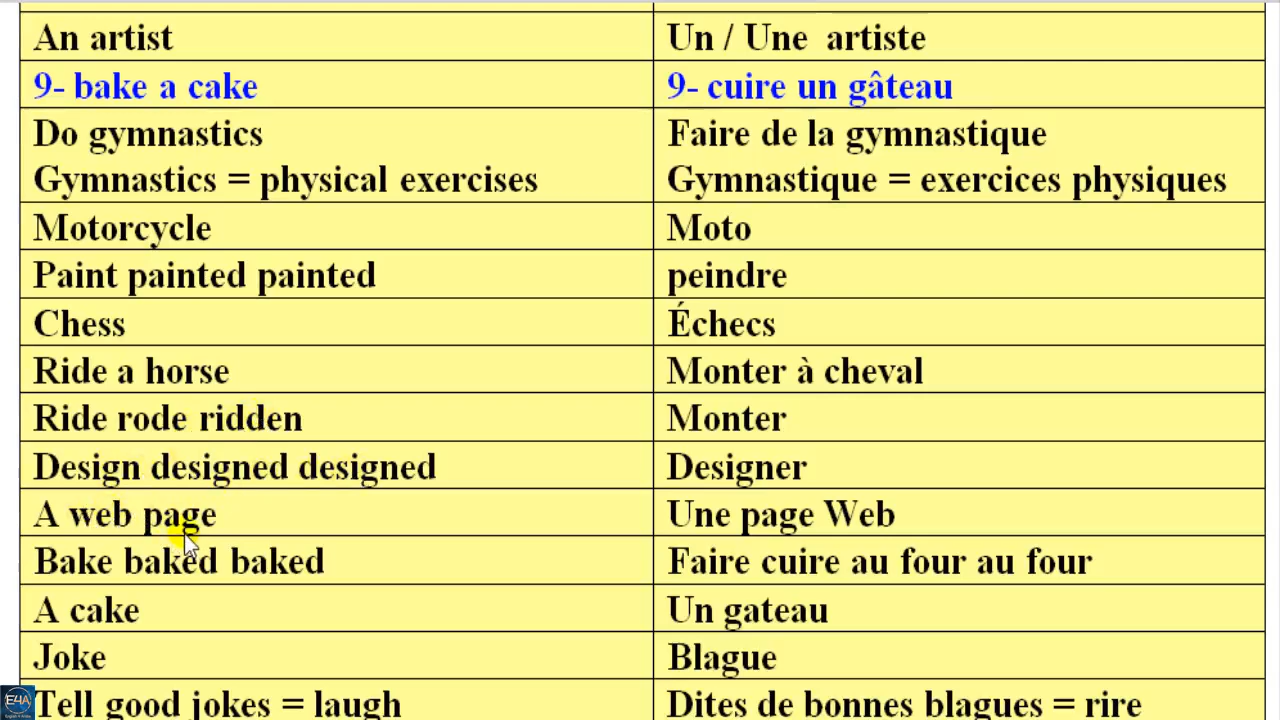 An artist
Un / Une artiste
9- bake a cake
9- cuire un gâteau
Do gymnastics
Gymnastics = physical exercises
Faire de la gymnastique
Gymnastique = exercices physiques
Motorcycle
Moto
Paint painted painted
peindre
Chess
Échecs
Ride a horse
Monter à cheval
Ride rode ridden
Monter
Design designed designed
Designer
A web page
Une page Web
Bake baked baked
Faire cuire au four au four
A cake
Un gateau
Joke
Blague
Tell good jokes = laugh
Dites de bonnes blagues = rire
E4A